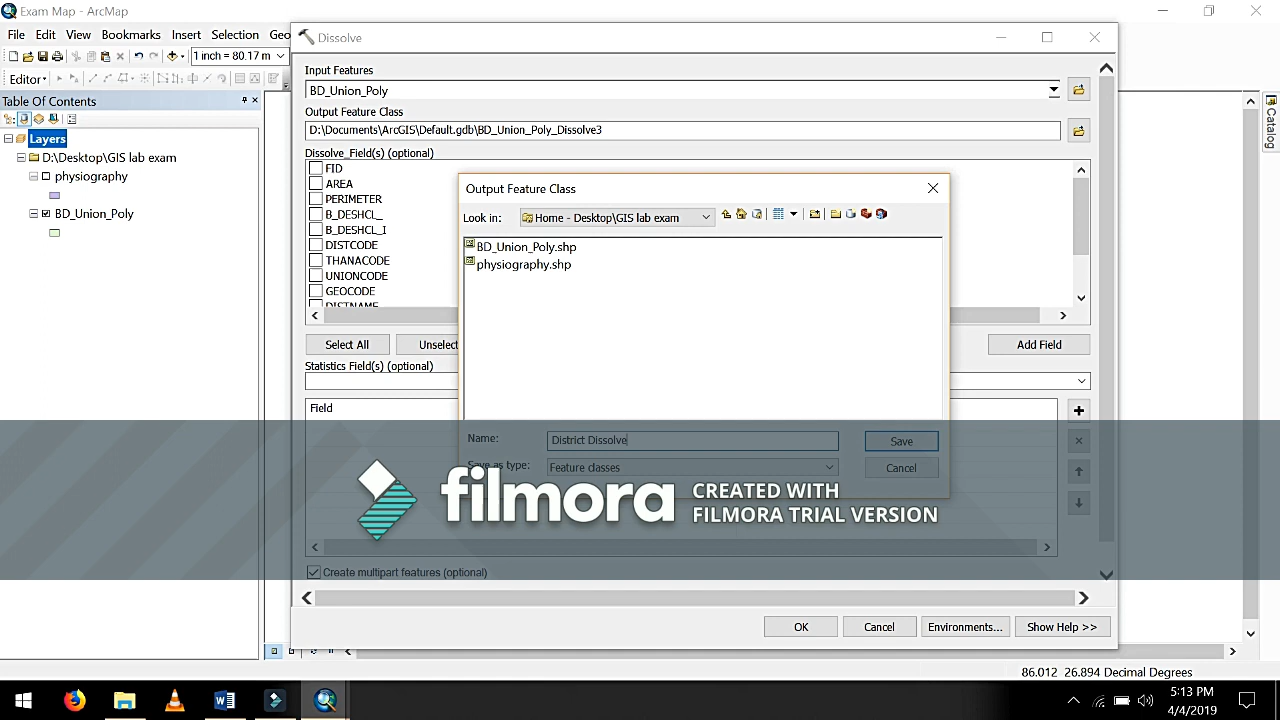 Exam Map - ArcMap
File Edit View Bookmarks Insert Selection Geo
1 inch = 80.17 m
Editor
Table Of Contents
Layers
D:\Desktop\GIS lab exam
physiography
BD_Union_Poly
Dissolve
Input Features
BD_Union_Poly
Output Feature Class
D:\Documents\ArcGIS\Default.gdb\BD_Union_Poly_Dissolve3
Dissolve_Field(s) (optional)
FID
AREA
PERIMETER
B_DESHCL_
B_DESHCL_I
DISTCODE
THANACODE
UNIONCODE
GEOCODE
DISTNAME
Select All
Unselect
Add Field
Statistics Field(s) (optional)
Field
Create multipart features (optional)
OK Cancel Environments... Show Help >>
Output Feature Class
Look in: Home - Desktop\GIS lab exam
BD_Union_Poly.shp
physiography.shp
Name: District Dissolve Save
Save as type: Feature classes Cancel
filmora
CREATED WITH
FILMORA TRIAL VERSION
Catalog
86.012 26.894 Decimal Degrees
5:13 PM
4/4/2019